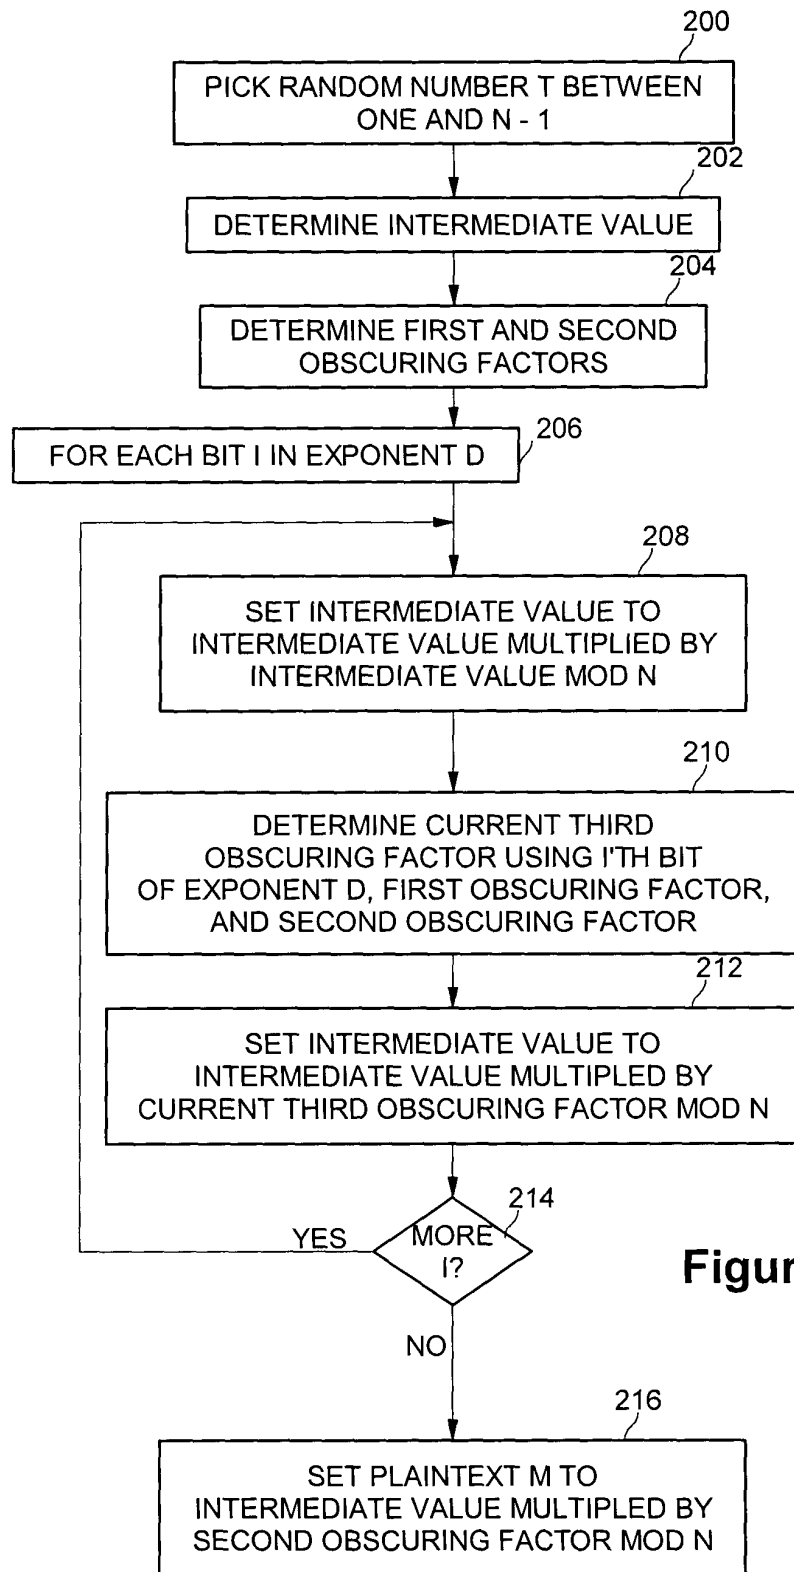 200
PICK RANDOM NUMBER T BETWEEN
ONE AND N - 1
202
DETERMINE INTERMEDIATE VALUE
204
DETERMINE FIRST AND SECOND
OBSCURING FACTORS
206
FOR EACH BIT I IN EXPONENT D
208
SET INTERMEDIATE VALUE TO
INTERMEDIATE VALUE MULTIPLIED BY
INTERMEDIATE VALUE MOD N
210
DETERMINE CURRENT THIRD
OBSCURING FACTOR USING I'TH BIT
OF EXPONENT D, FIRST OBSCURING FACTOR,
AND SECOND OBSCURING FACTOR
212
SET INTERMEDIATE VALUE TO
INTERMEDIATE VALUE MULTIPLED BY
CURRENT THIRD OBSCURING FACTOR MOD N
214
YES
MORE
I?
Figur
NO
216
SET PLAINTEXT M TO
INTERMEDIATE VALUE MULTIPLED BY
SECOND OBSCURING FACTOR MOD N